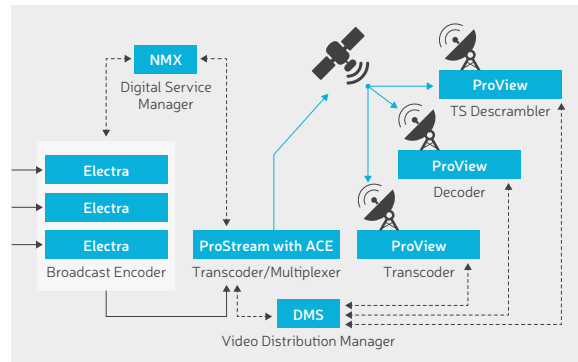 NMX
Digital Service
Manager
ProView
TS Descrambler
Electra
Electra
Electra
Broadcast Encoder
ProView
Decoder
ProStream with ACE
Transcoder/Multiplexer
ProView
Transcoder
DMS
Video Distribution Manager